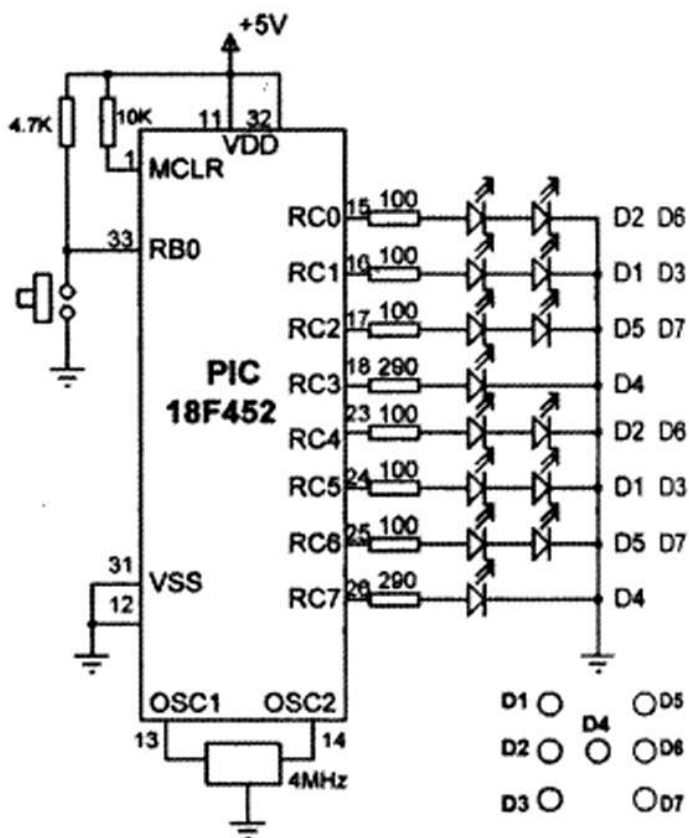 +5V
4.7K
10K
11 32
VDD
1 MCLR
RC0 15 100 D2 D6
33 RB0
RC1 16 100 D1 D3
RC2 17 100 D5 D7
PIC
18F452
RC3 18 290 D4
RC4 23 100 D2 D6
RC5 24 100 D1 D3
RC6 25 100 D5 D7
31 VSS
12
RC7 26 290 D4
OSC1 OSC2
13 14
4MHz
D1 D5
D4
D2 D6
D3 D7